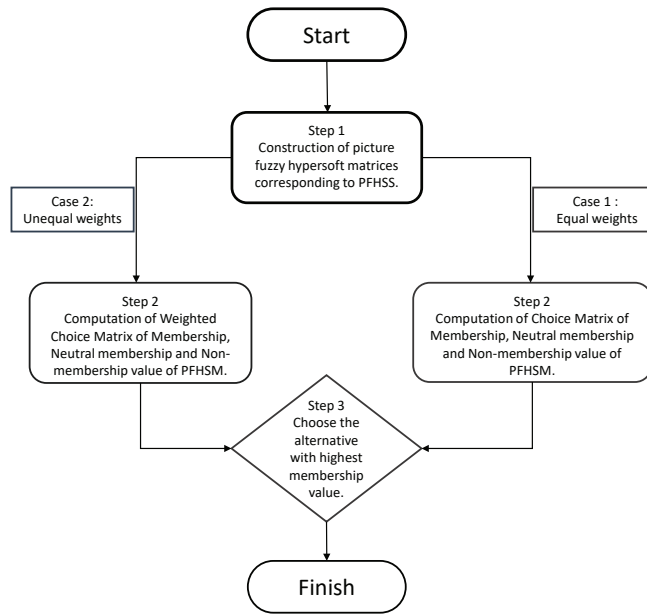 Start
Step 1
Construction of picture
fuzzy hypersoft matrices
corresponding to PFHSS.
Case 2:
Unequal weights
Case 1 :
Equal weights
Step 2
Computation of Weighted
Choice Matrix of Membership,
Neutral membership and Non-
membership value of PFHSM.
Step 2
Computation of Choice Matrix of
Membership, Neutral membership
and Non-membership value of
PFHSM.
Step 3
Choose the
alternative
with highest
membership
value.
Finish